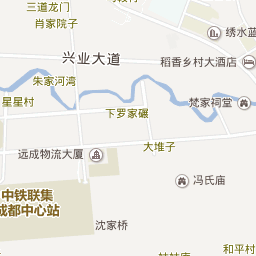 三道龙门
肖家院子
绣水蓝
兴业大道
稻香乡村大酒店
朱家河湾
星星村
下罗家碾
梵家祠堂
远成物流大厦
大堆子
冯氏庙
中铁联集
成都中心站
沈家桥
和平村